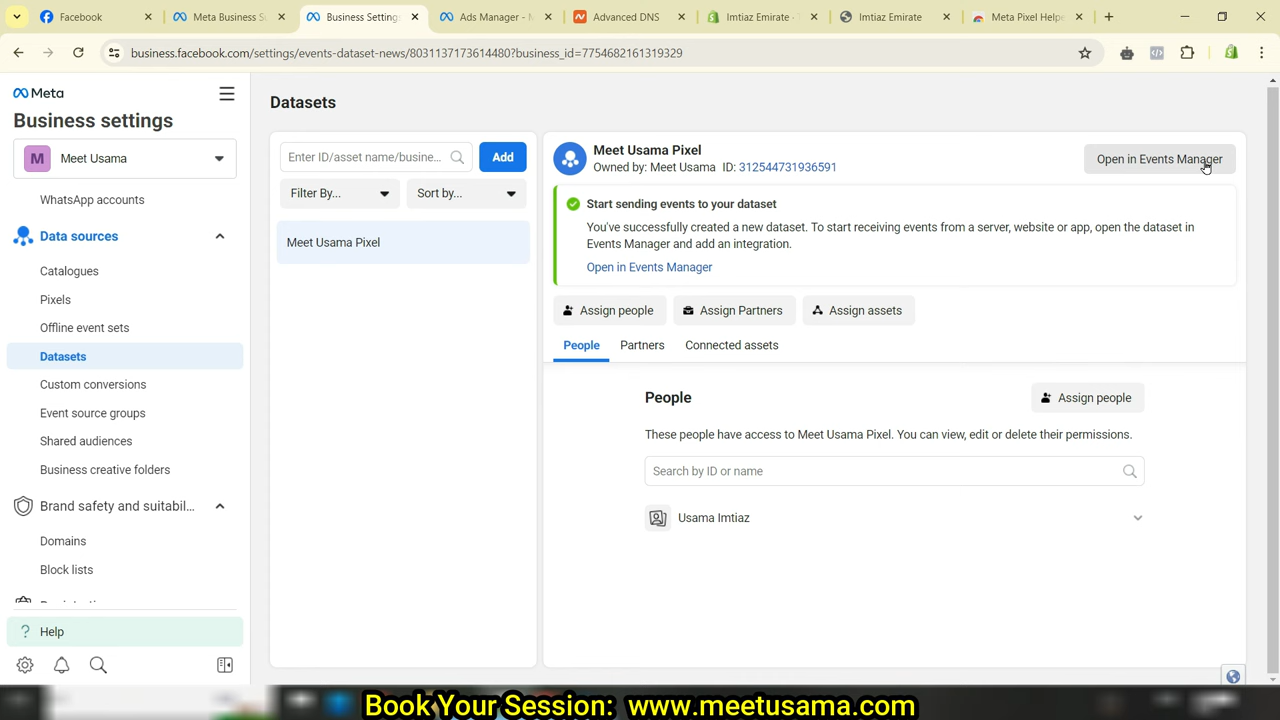 Facebook
Meta Business S
Business Settings
Ads Manager - M
Advanced DNS
Imtiaz Emirate · T
Imtiaz Emirate
Meta Pixel Helpe
business.facebook.com/settings/events-dataset-news/8031137173614480?business_id=7754682161319329
Meta
Business settings
M
Meet Usama
WhatsApp accounts
Data sources
Catalogues
Pixels
Offline event sets
Datasets
Custom conversions
Event source groups
Shared audiences
Business creative folders
Brand safety and suitabil...
Domains
Block lists
Help
Datasets
Enter ID/asset name/busine...
Add
Filter By...
Sort by...
Meet Usama Pixel
Meet Usama Pixel
Owned by: Meet Usama ID: 312544731936591
Open in Events Manager
Start sending events to your dataset
You've successfully created a new dataset. To start receiving events from a server, website or app, open the dataset in
Events Manager and add an integration.
Open in Events Manager
Assign people
Assign Partners
Assign assets
People
Partners
Connected assets
People
Assign people
These people have access to Meet Usama Pixel. You can view, edit or delete their permissions.
Search by ID or name
Usama Imtiaz
Book Your Session: www.meetusama.com